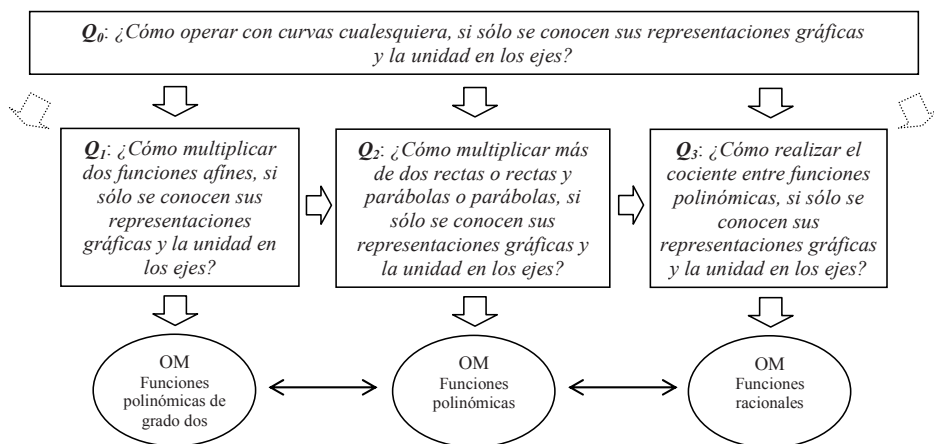 Q0: ¿Cómo operar con curvas cualesquiera, si sólo se conocen sus representaciones gráficas
y la unidad en los ejes?
Q1: ¿Cómo multiplicar
dos funciones afínes, si
sólo se conocen sus
representaciones
gráficas y la unidad en
los ejes?
Q2: ¿Cómo multiplicar más
de dos rectas o rectas y
parábolas o parábolas, si
sólo se conocen sus
representaciones gráficas y
la unidad en los ejes?
Q3: ¿Cómo realizar el
cociente entre funciones
polinómicas, si sólo se
conocen sus
representaciones gráficas
y la unidad en los ejes?
OM
Funciones
polinómicas de
grado dos
OM
Funciones
polinómicas
OM
Funciones
racionales